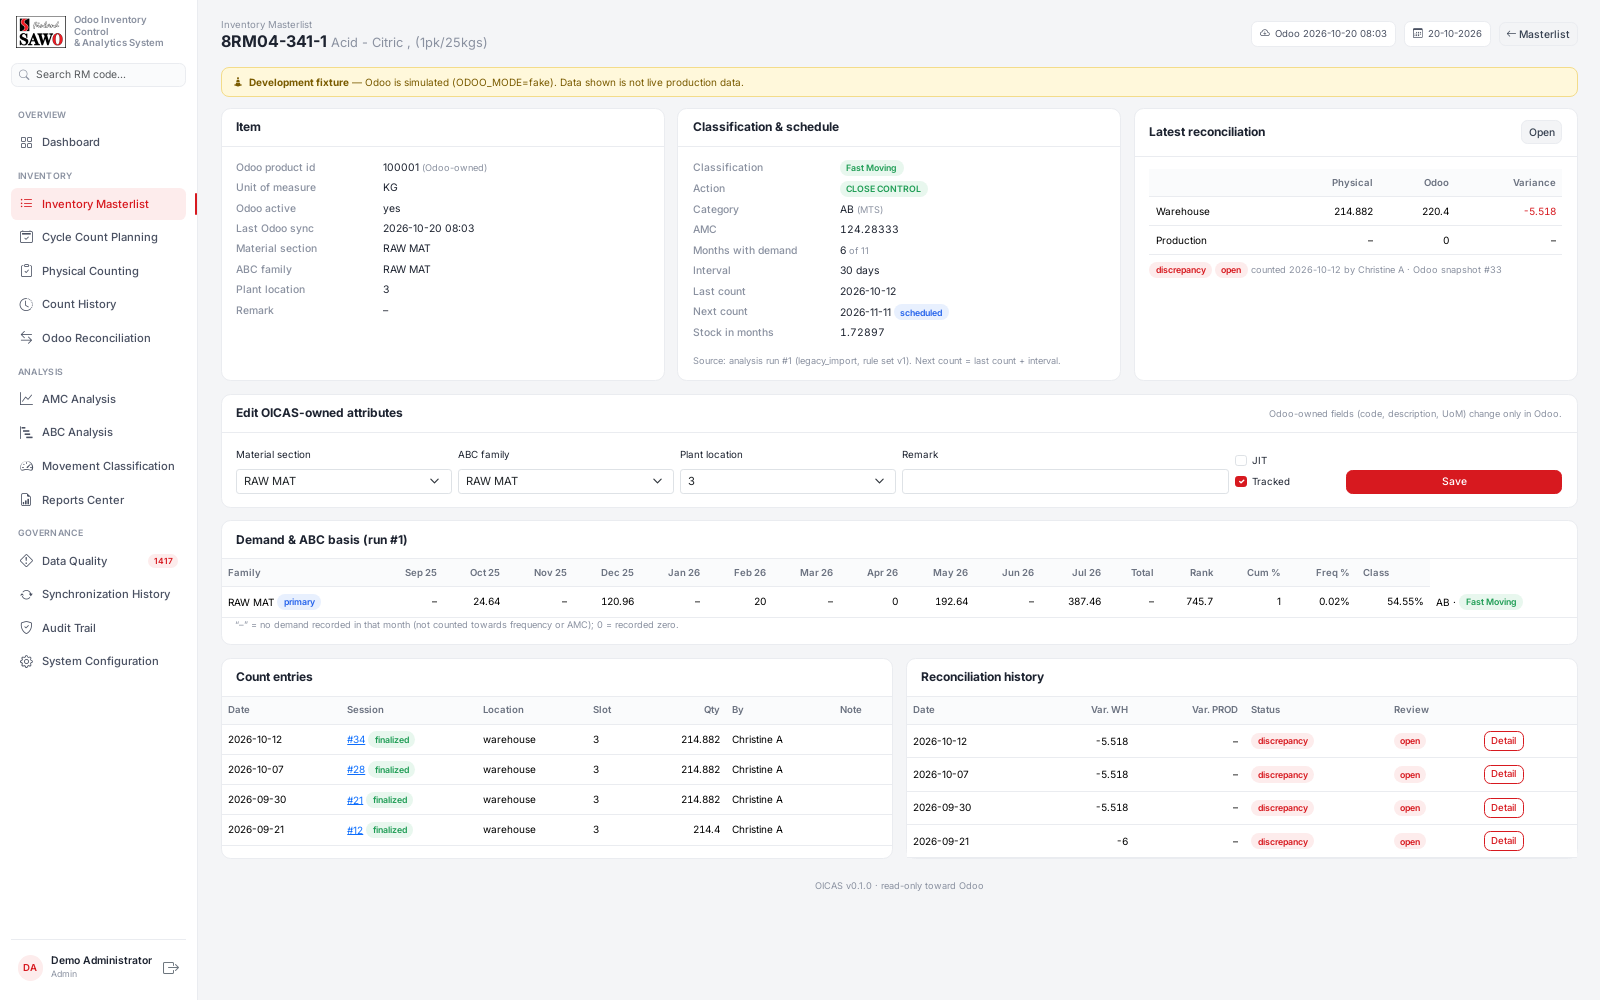 SAWO
Odoo Inventory
Control
& Analytics System
Search RM code...
OVERVIEW
Dashboard
INVENTORY
Inventory Masterlist
Cycle Count Planning
Physical Counting
Count History
Odoo Reconciliation
ANALYSIS
AMC Analysis
ABC Analysis
Movement Classification
Reports Center
GOVERNANCE
Data Quality 1417
Synchronization History
Audit Trail
System Configuration
DA
Demo Administrator
Admin
Inventory Masterlist
8RM04-341-1 Acid - Citric , (1pk/25kgs)
Odoo 2026-10-20 08:03
20-10-2026
← Masterlist
Development fixture — Odoo is simulated (ODOO_MODE=fake). Data shown is not live production data.
Item
Odoo product id 100001 (Odoo-owned)
Unit of measure KG
Odoo active yes
Last Odoo sync 2026-10-20 08:03
Material section RAW MAT
ABC family RAW MAT
Plant location 3
Remark –
Classification & schedule
Classification Fast Moving
Action CLOSE CONTROL
Category AB (MTS)
AMC 124.28333
Months with demand 6 of 11
Interval 30 days
Last count 2026-10-12
Next count 2026-11-11 scheduled
Stock in months 1.72897
Source: analysis run #1 (legacy_import, rule set v1). Next count = last count + interval.
Latest reconciliation
Open
Physical Odoo Variance
Warehouse 214.882 220.4 -5.518
Production – 0 –
discrepancy open counted 2026-10-12 by Christine A · Odoo snapshot #33
Edit OICAS-owned attributes
Odoo-owned fields (code, description, UoM) change only in Odoo.
Material section ABC family Plant location Remark
RAW MAT RAW MAT 3
JIT
Tracked
Save
Demand & ABC basis (run #1)
Family Sep 25 Oct 25 Nov 25 Dec 25 Jan 26 Feb 26 Mar 26 Apr 26 May 26 Jun 26 Jul 26 Total Rank Cum % Freq % Class
RAW MAT primary – 24.64 – 120.96 – 20 – 0 192.64 – 387.46 – 745.7 1 0.02% 54.55% AB · Fast Moving
"–" = no demand recorded in that month (not counted towards frequency or AMC); 0 = recorded zero.
Count entries
Date Session Location Slot Qty By Note
2026-10-12 #34 finalized warehouse 3 214.882 Christine A
2026-10-07 #28 finalized warehouse 3 214.882 Christine A
2026-09-30 #21 finalized warehouse 3 214.882 Christine A
2026-09-21 #12 finalized warehouse 3 214.4 Christine A
Reconciliation history
Date Var. WH Var. PROD Status Review
2026-10-12 -5.518 – discrepancy open Detail
2026-10-07 -5.518 – discrepancy open Detail
2026-09-30 -5.518 – discrepancy open Detail
2026-09-21 -6 – discrepancy open Detail
OICAS v0.1.0 · read-only toward Odoo